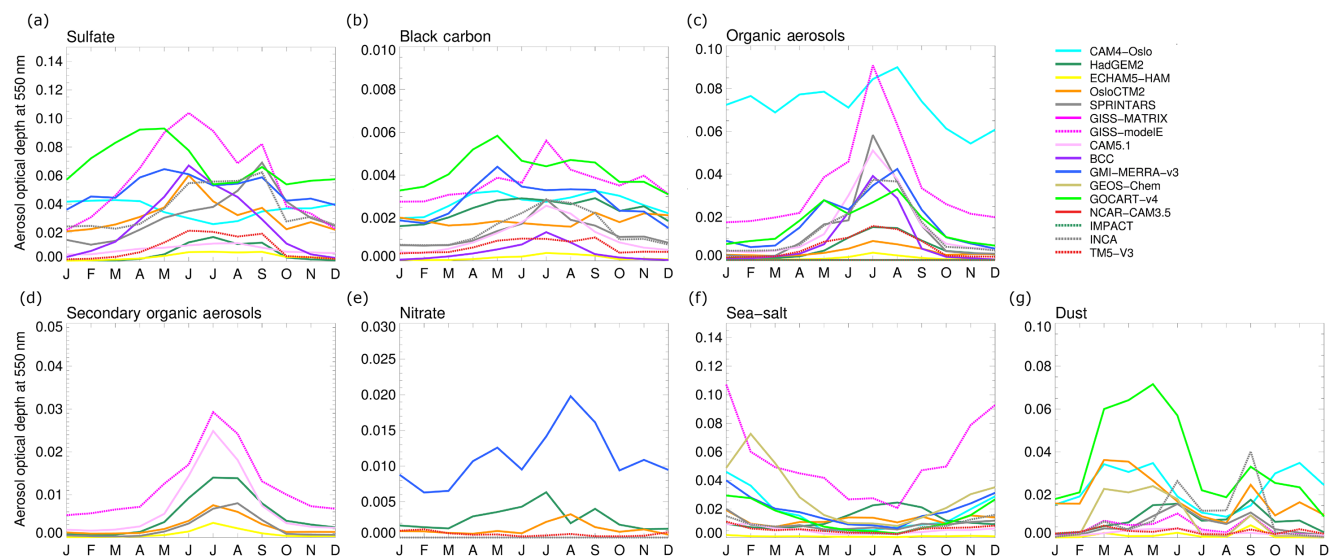 (a)
Sulfate
(b)
Black carbon
(c)
Organic aerosols
Aerosol optical depth at 550 nm
0.14
0.12
0.10
0.08
0.06
0.04
0.02
0.00
J F M A M J J A S O N D
0.010
0.008
0.006
0.004
0.002
0.000
J F M A M J J A S O N D
0.10
0.08
0.06
0.04
0.02
0.00
J F M A M J J A S O N D
CAM4-Oslo
HadGEM2
ECHAM5-HAM
OsloCTM2
SPRINTARS
GISS-MATRIX
GISS-modelE
CAM5.1
BCC
GMI-MERRA-v3
GEOS-Chem
GOCART-v4
NCAR-CAM3.5
IMPACT
INCA
TM5-V3
(d)
Secondary organic aerosols
(e)
Nitrate
(f)
Sea-salt
(g)
Dust
Aerosol optical depth at 550 nm
0.05
0.04
0.03
0.02
0.01
0.00
J F M A M J J A S O N D
0.030
0.025
0.020
0.015
0.010
0.005
0.000
J F M A M J J A S O N D
0.14
0.12
0.10
0.08
0.06
0.04
0.02
0.00
J F M A M J J A S O N D
0.10
0.08
0.06
0.04
0.02
0.00
J F M A M J J A S O N D